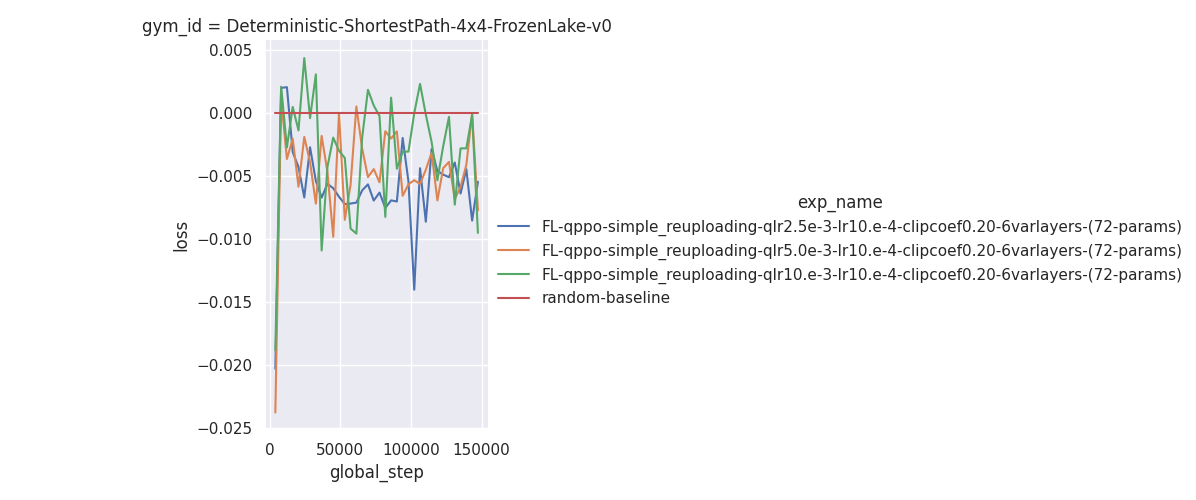 gym_id = Deterministic-ShortestPath-4x4-FrozenLake-v0
0.005
0.000
−0.005
−0.010
−0.015
−0.020
−0.025
loss
0
50000
100000
150000
global_step
exp_name
FL-qppo-simple_reuploading-qlr2.5e-3-lr10.e-4-clipcoef0.20-6varlayers-(72-params)
FL-qppo-simple_reuploading-qlr5.0e-3-lr10.e-4-clipcoef0.20-6varlayers-(72-params)
FL-qppo-simple_reuploading-qlr10.e-3-lr10.e-4-clipcoef0.20-6varlayers-(72-params)
random-baseline